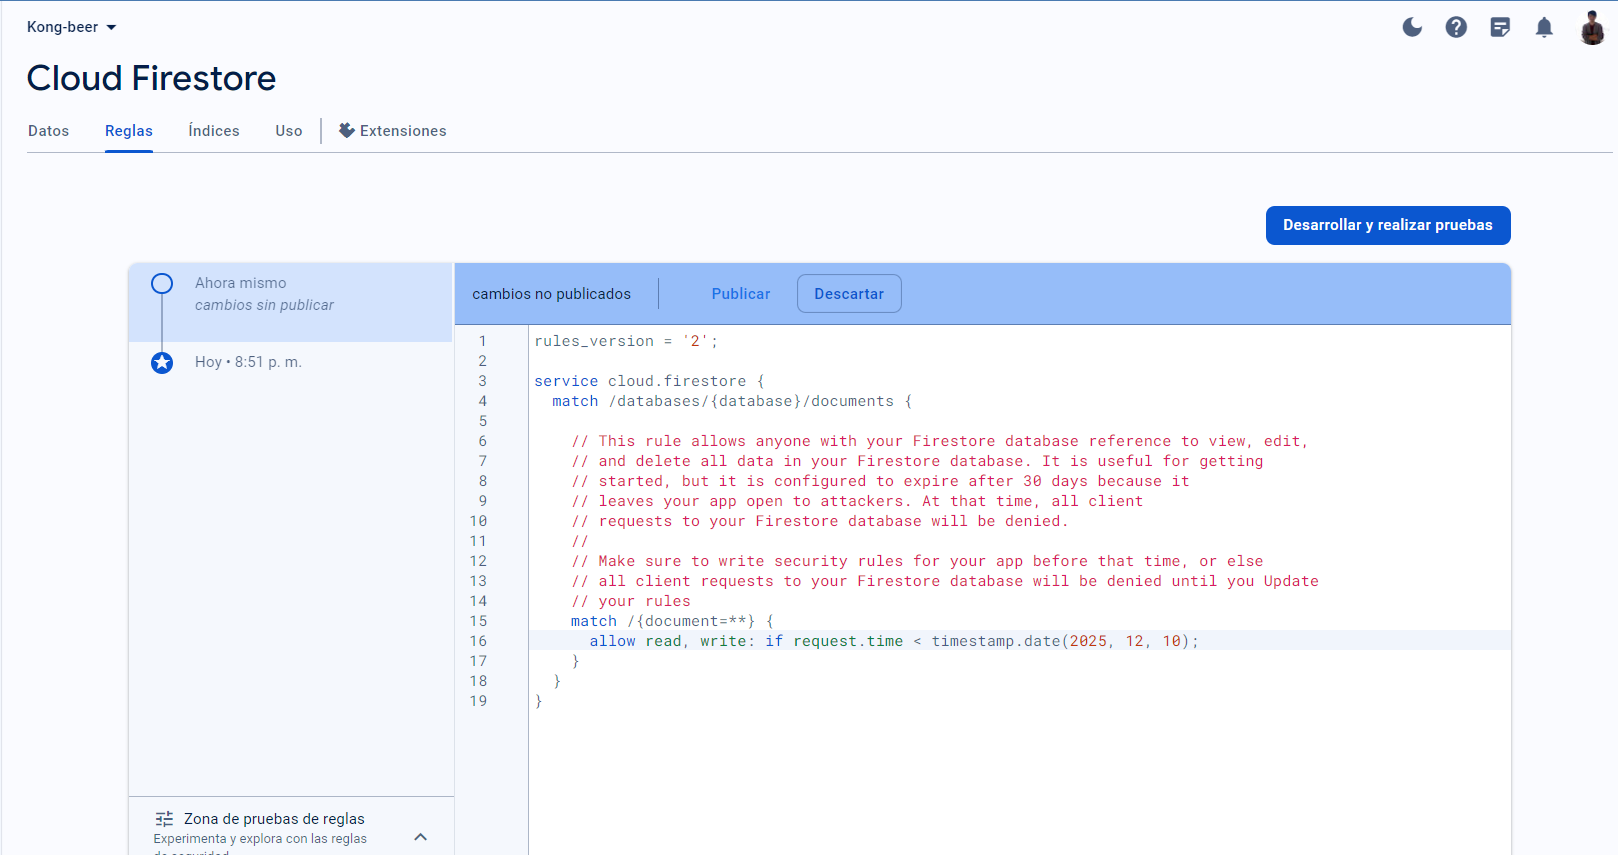 Kong-beer
Cloud Firestore
Datos Reglas Índices Uso Extensiones
Desarrollar y realizar pruebas
Ahora mismo
cambios sin publicar
Hoy • 8:51 p. m.
cambios no publicados Publicar Descartar
1 rules_version = '2';
2
3 service cloud.firestore {
4 match /databases/{database}/documents {
5
6 // This rule allows anyone with your Firestore database reference to view, edit,
7 // and delete all data in your Firestore database. It is useful for getting
8 // started, but it is configured to expire after 30 days because it
9 // leaves your app open to attackers. At that time, all client
10 // requests to your Firestore database will be denied.
11 //
12 // Make sure to write security rules for your app before that time, or else
13 // all client requests to your Firestore database will be denied until you Update
14 // your rules
15 match /{document=**} {
16 allow read, write: if request.time < timestamp.date(2025, 12, 10);
17 }
18 }
19 }
Zona de pruebas de reglas
Experimenta y explora con las reglas
de seguridad